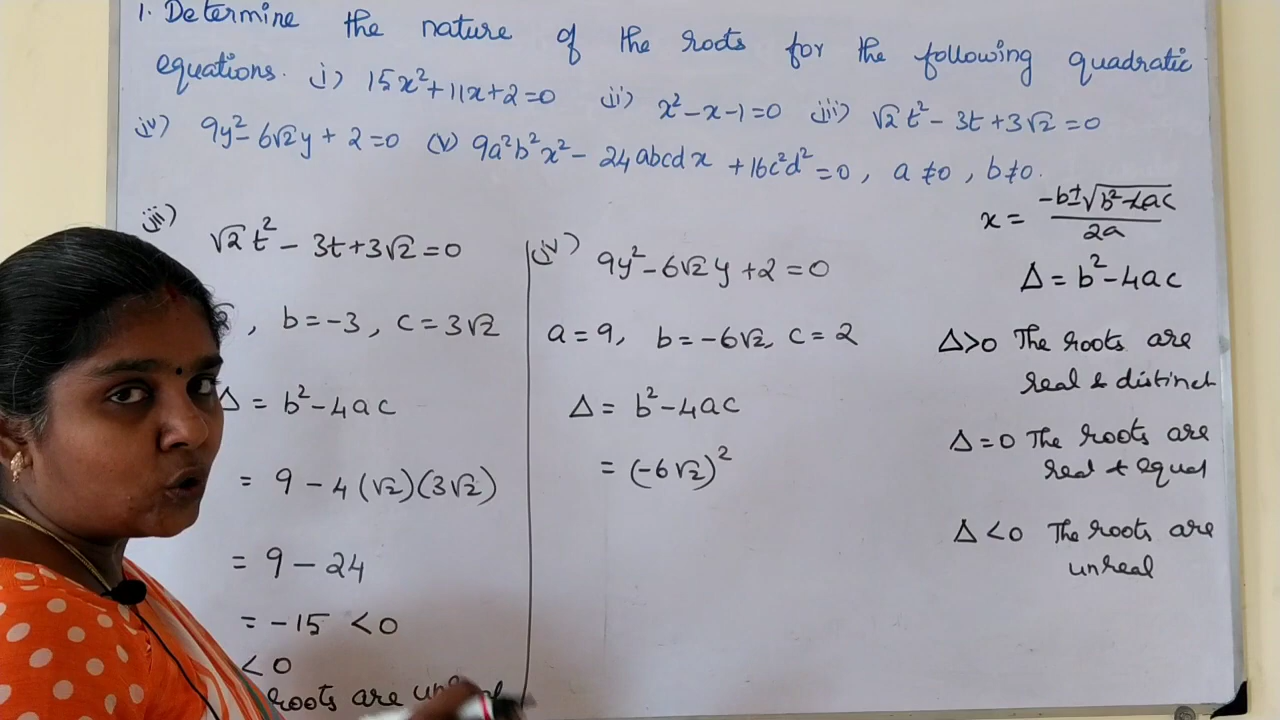 1. Determine the nature of the roots for the following quadratic
equations. i) 15x²+11x+2=0 ii) x²-x-1=0 iii) √2t²-3t+3√2=0
iv) 9y²-6√2y+2=0 (v) 9a²b²x²-24abcdx+16c²d²=0, a≠0, b≠0.
iii) √2t²-3t+3√2=0
, b=-3, c=3√2
Δ=b²-4ac
=9-4(√2)(3√2)
=9-24
=-15 <0
<0
roots are unreal
iv) 9y²-6√2y+2=0
a=9, b=-6√2, c=2
Δ=b²-4ac
=(-6√2)²
x= -b±√b²-4ac
2a
Δ=b²-4ac
Δ>0 The roots are
real & distinct
Δ=0 The roots are
real & equal
Δ<0 The roots are
unreal